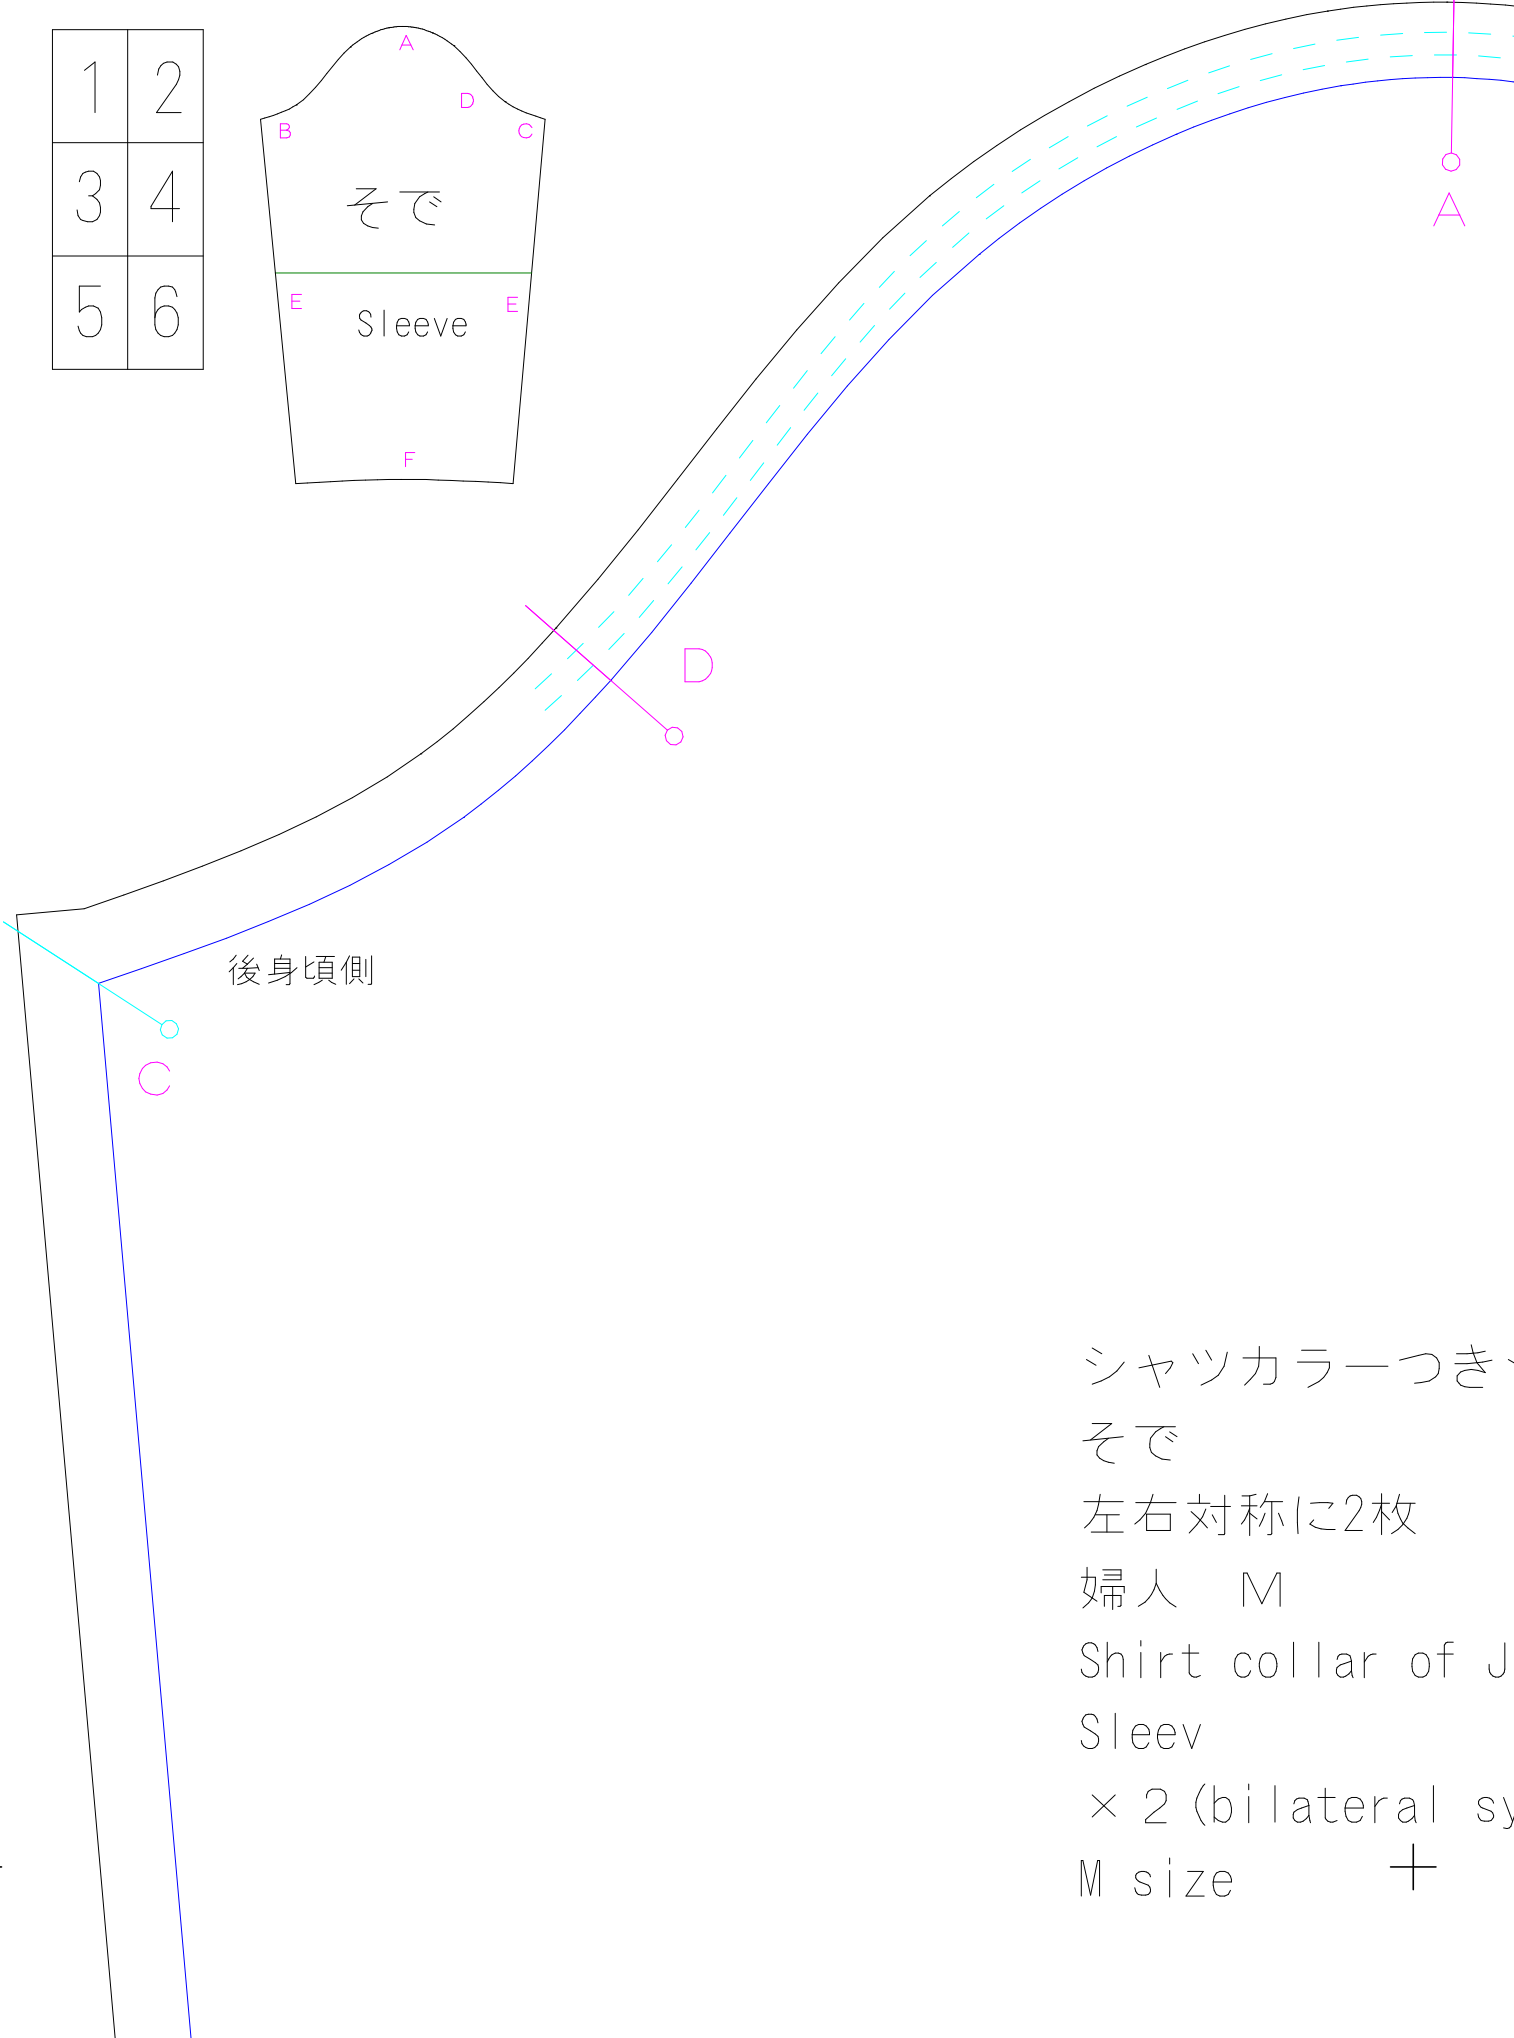 1 2
3 4
5 6
A
D
B
C
そで
E
E
Sleeve
F
A
D
後身頃側
C
シャツカラーつき
そで
左右対称に2枚
婦人　M
Shirt collar of J
Sleev
×２(bilateral sy
M size